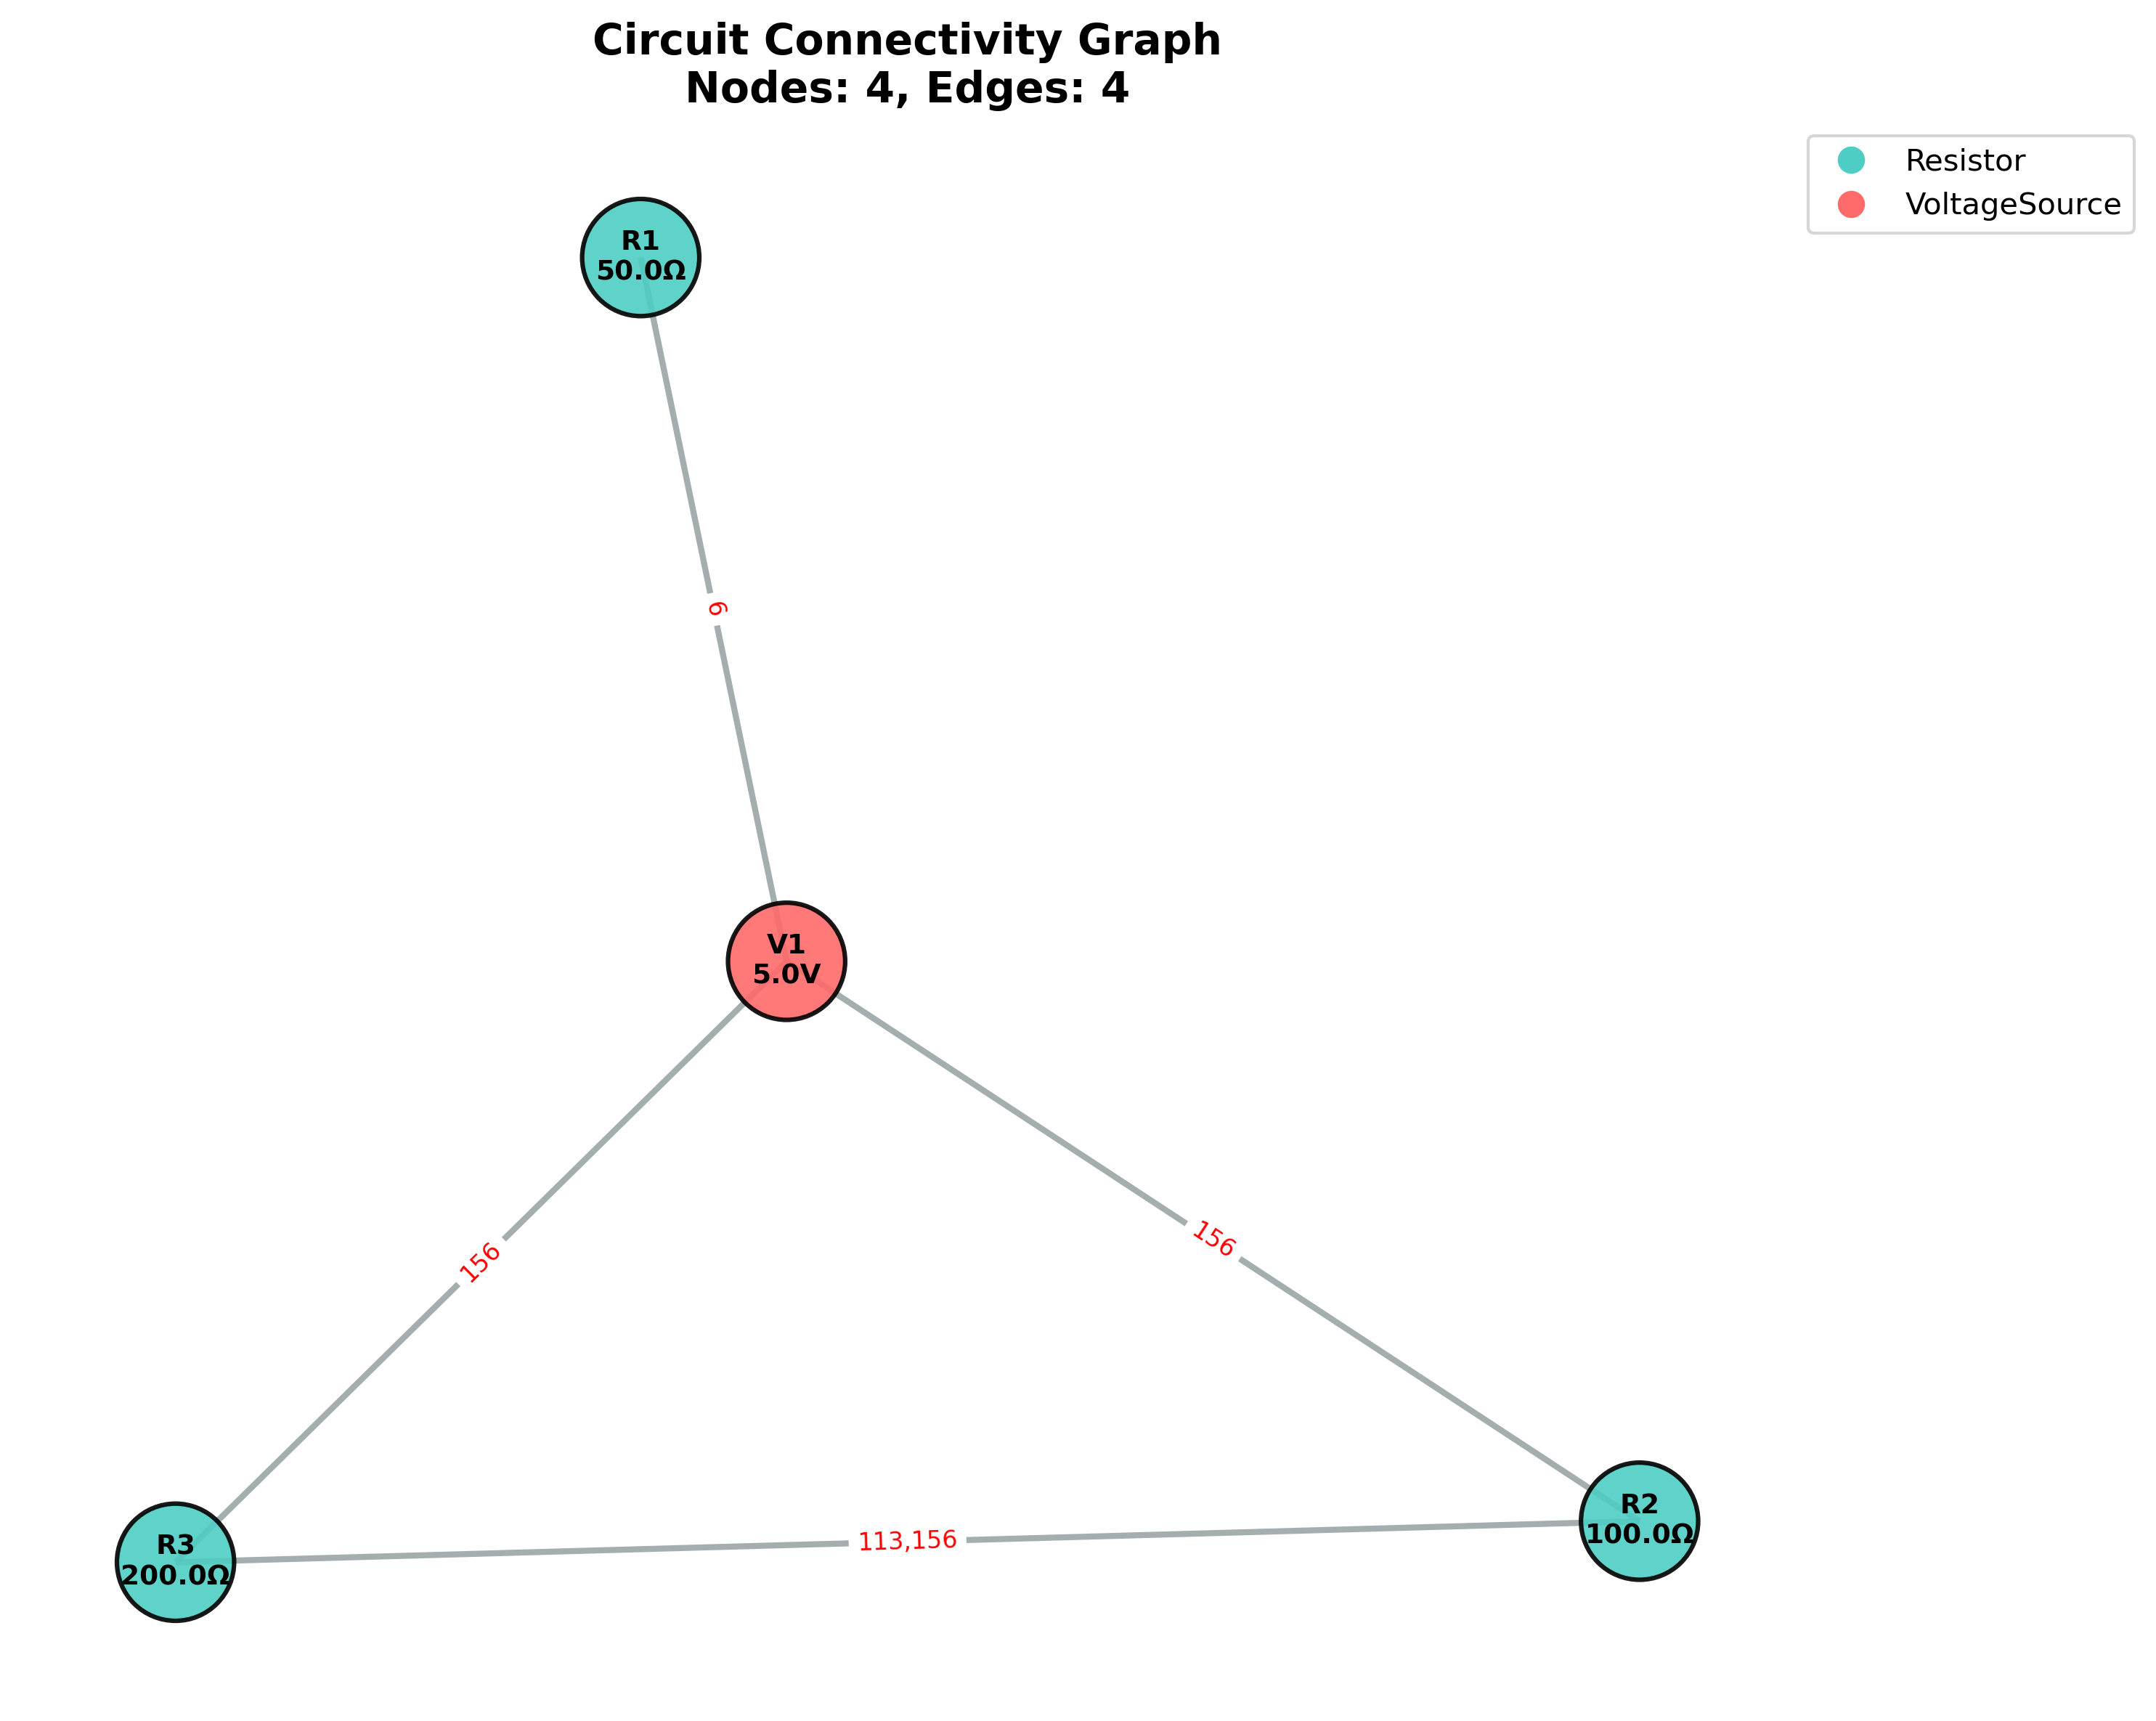 Circuit Connectivity Graph
Nodes: 4, Edges: 4
Resistor
VoltageSource
R1
50.0Ω
6
V1
5.0V
156
156
R2
100.0Ω
113,156
R3
200.0Ω